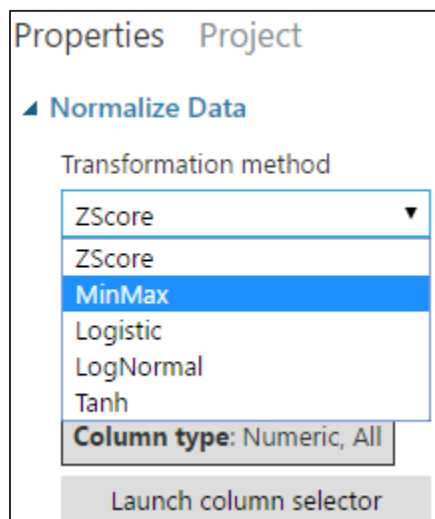 Properties Project
Normalize Data
Transformation method
ZScore
ZScore
MinMax
Logistic
LogNormal
Tanh
Column type: Numeric, All
Launch column selector